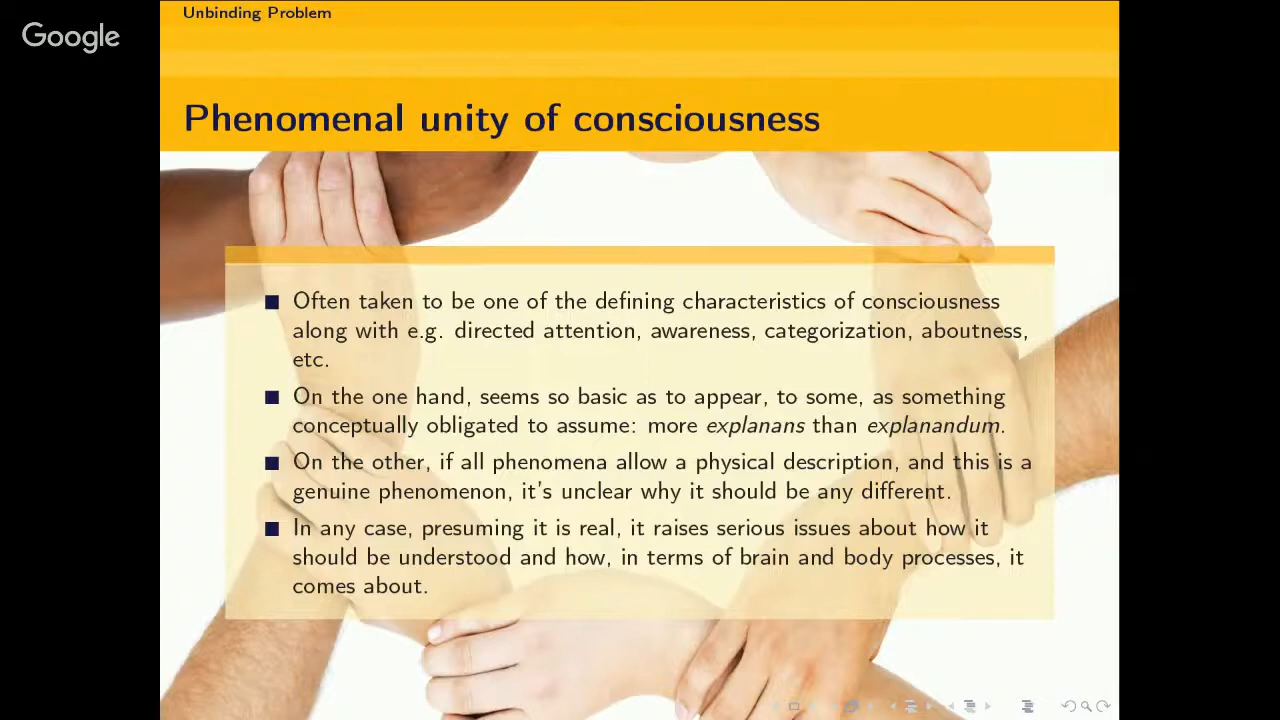 Unbinding Problem
Google
Phenomenal unity of consciousness
Often taken to be one of the defining characteristics of consciousness
along with e.g. directed attention, awareness, categorization, aboutness,
etc.
On the one hand, seems so basic as to appear, to some, as something
conceptually obligated to assume: more explanans than explanandum.
On the other, if all phenomena allow a physical description, and this is a
genuine phenomenon, it's unclear why it should be any different.
In any case, presuming it is real, it raises serious issues about how it
should be understood and how, in terms of brain and body processes, it
comes about.